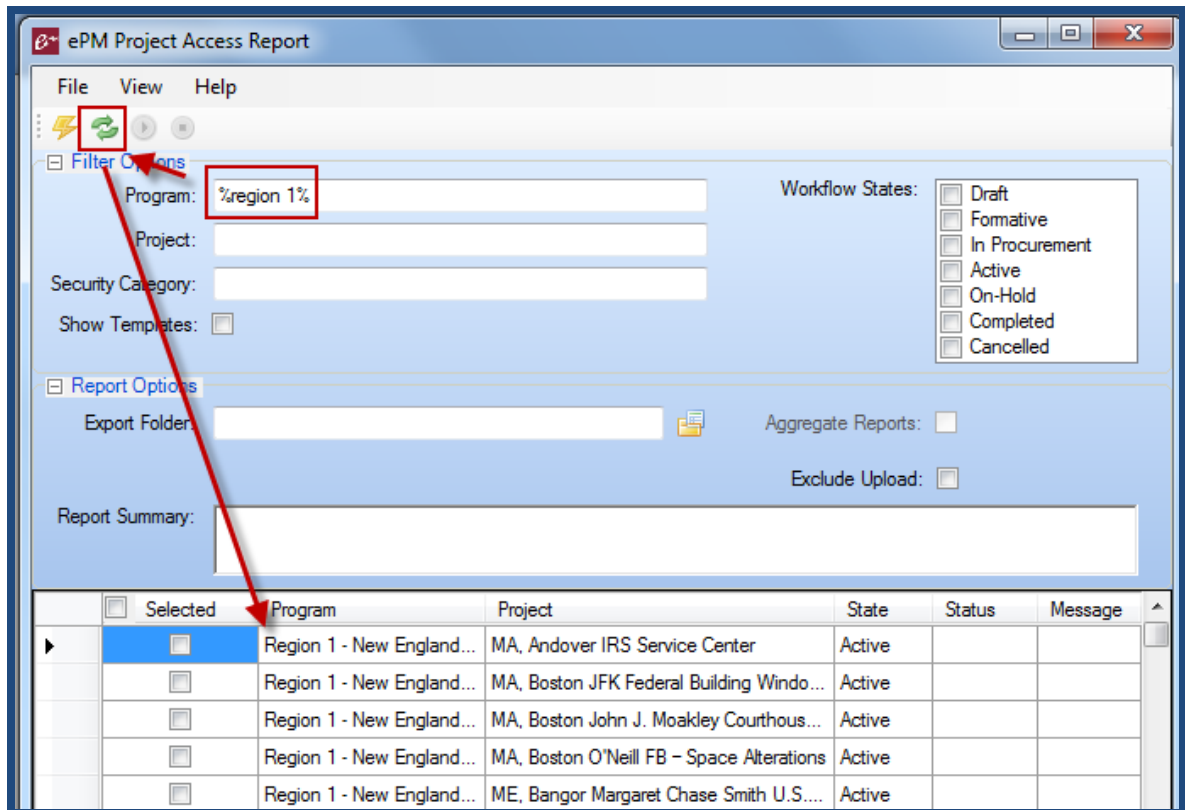 ePM Project Access Report
File View Help
Filter Options
Program: %region 1% Workflow States: Draft
Formative
Project: In Procurement
Active
Security Category: On-Hold
Show Templates: Completed
Cancelled
Report Options
Export Folder: Aggregate Reports:
Exclude Upload:
Report Summary:
Selected Program Project State Status Message
Region 1 - New England... MA, Andover IRS Service Center Active
Region 1 - New England... MA, Boston JFK Federal Building Windo... Active
Region 1 - New England... MA, Boston John J. Moakley Courthous... Active
Region 1 - New England... MA, Boston O"Neill FB – Space Alterations Active
Region 1 - New England... ME, Bangor Margaret Chase Smith U.S.... Active